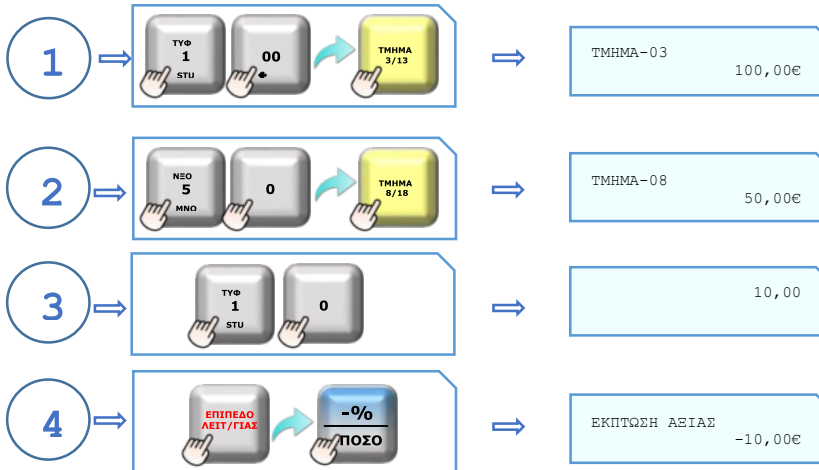 1
ΤΥΦ
1
STU
00
ΤΜΗΜΑ
3/13
ΤΜΗΜΑ-03
100,00€
2
ΝΞΟ
5
MNO
0
ΤΜΗΜΑ
8/18
ΤΜΗΜΑ-08
50,00€
3
ΤΥΦ
1
STU
0
10,00
4
ΕΠΙΠΕΔΟ
ΛΕΙΤ/ΓΙΑΣ
-%
ΠΟΣΟ
ΕΚΠΤΩΣΗ ΑΞΙΑΣ
-10,00€